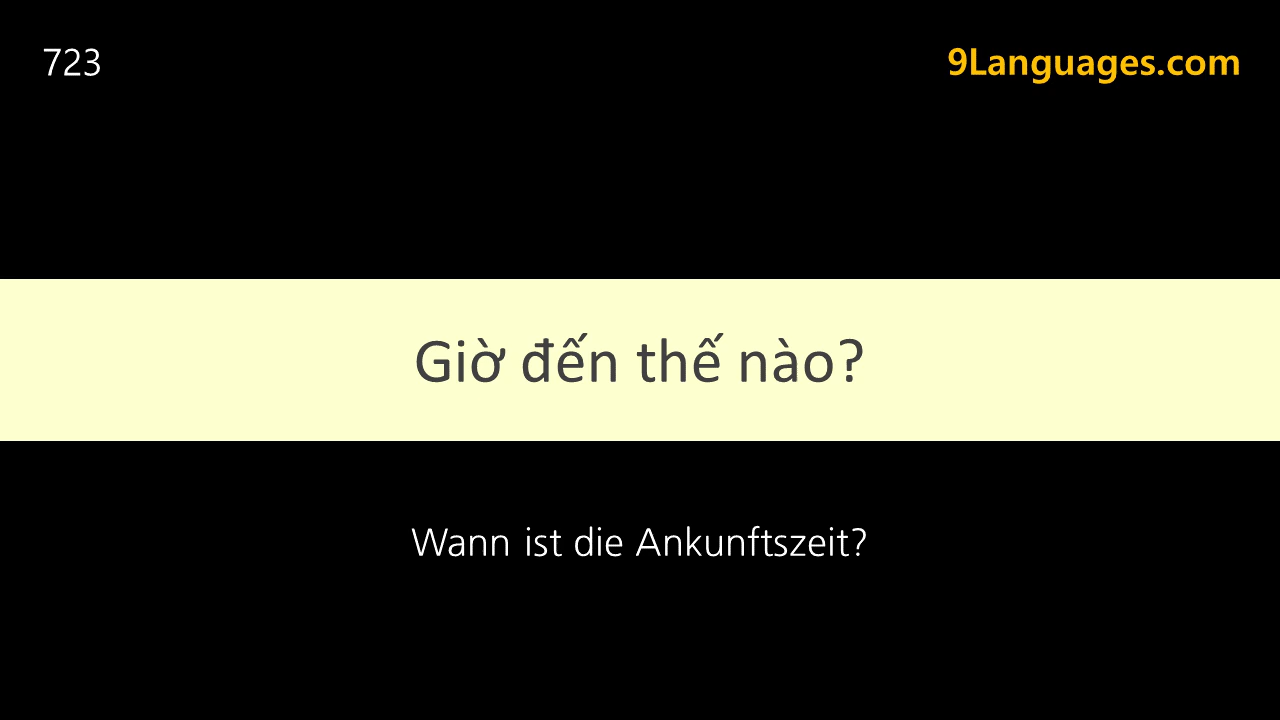 723
9Languages.com
Giờ đến thế nào?
Wann ist die Ankunftszeit?